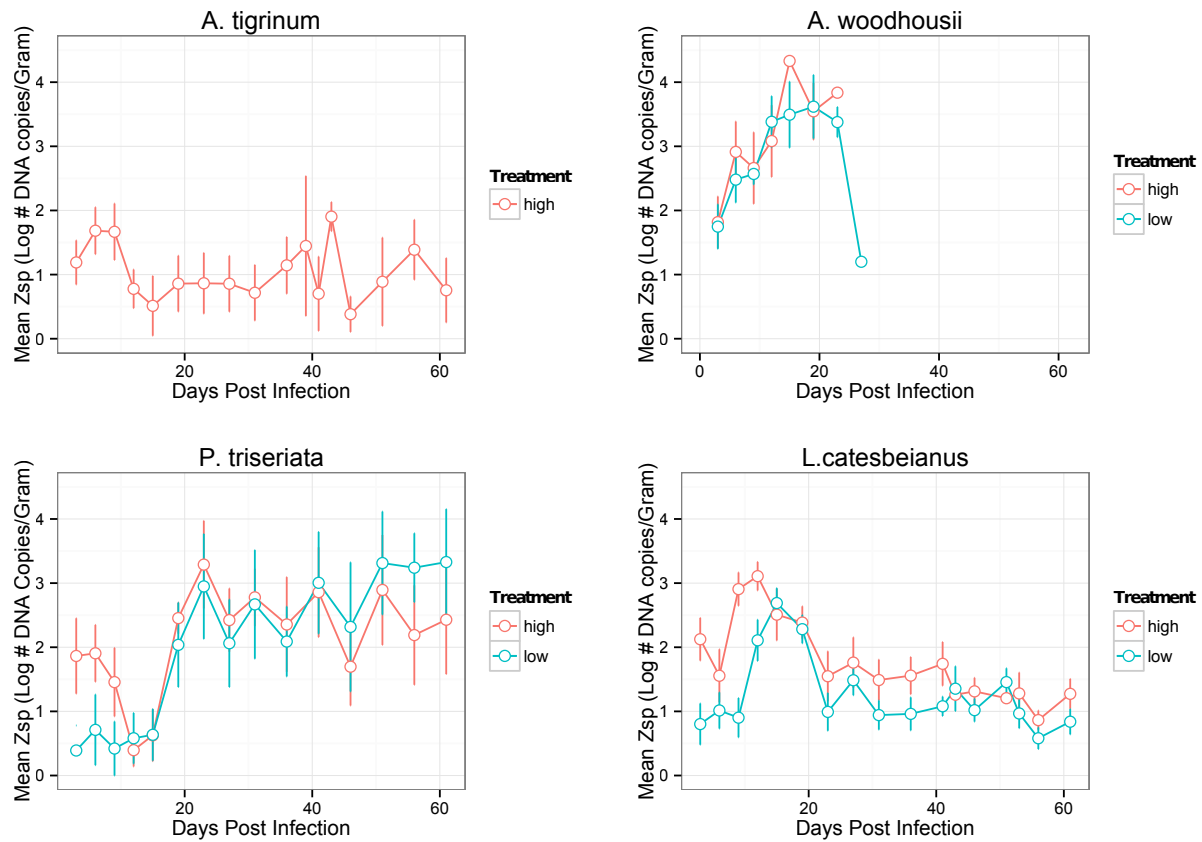 A. tigrinum
Mean Zsp (Log # DNA copies/Gram)
4
3
2
1
0
20
40
60
Days Post Infection
Treatment
high
A. woodhousii
Mean Zsp (Log # DNA copies/Gram)
4
3
2
1
0
0
20
40
60
Days Post Infection
Treatment
high
low
P. triseriata
Mean Zsp (Log # DNA Copies/Gram)
4
3
2
1
0
20
40
60
Days Post Infection
Treatment
high
low
L.catesbeianus
Mean Zsp (Log # DNA copies/Gram)
4
3
2
1
0
20
40
60
Days Post Infection
Treatment
high
low